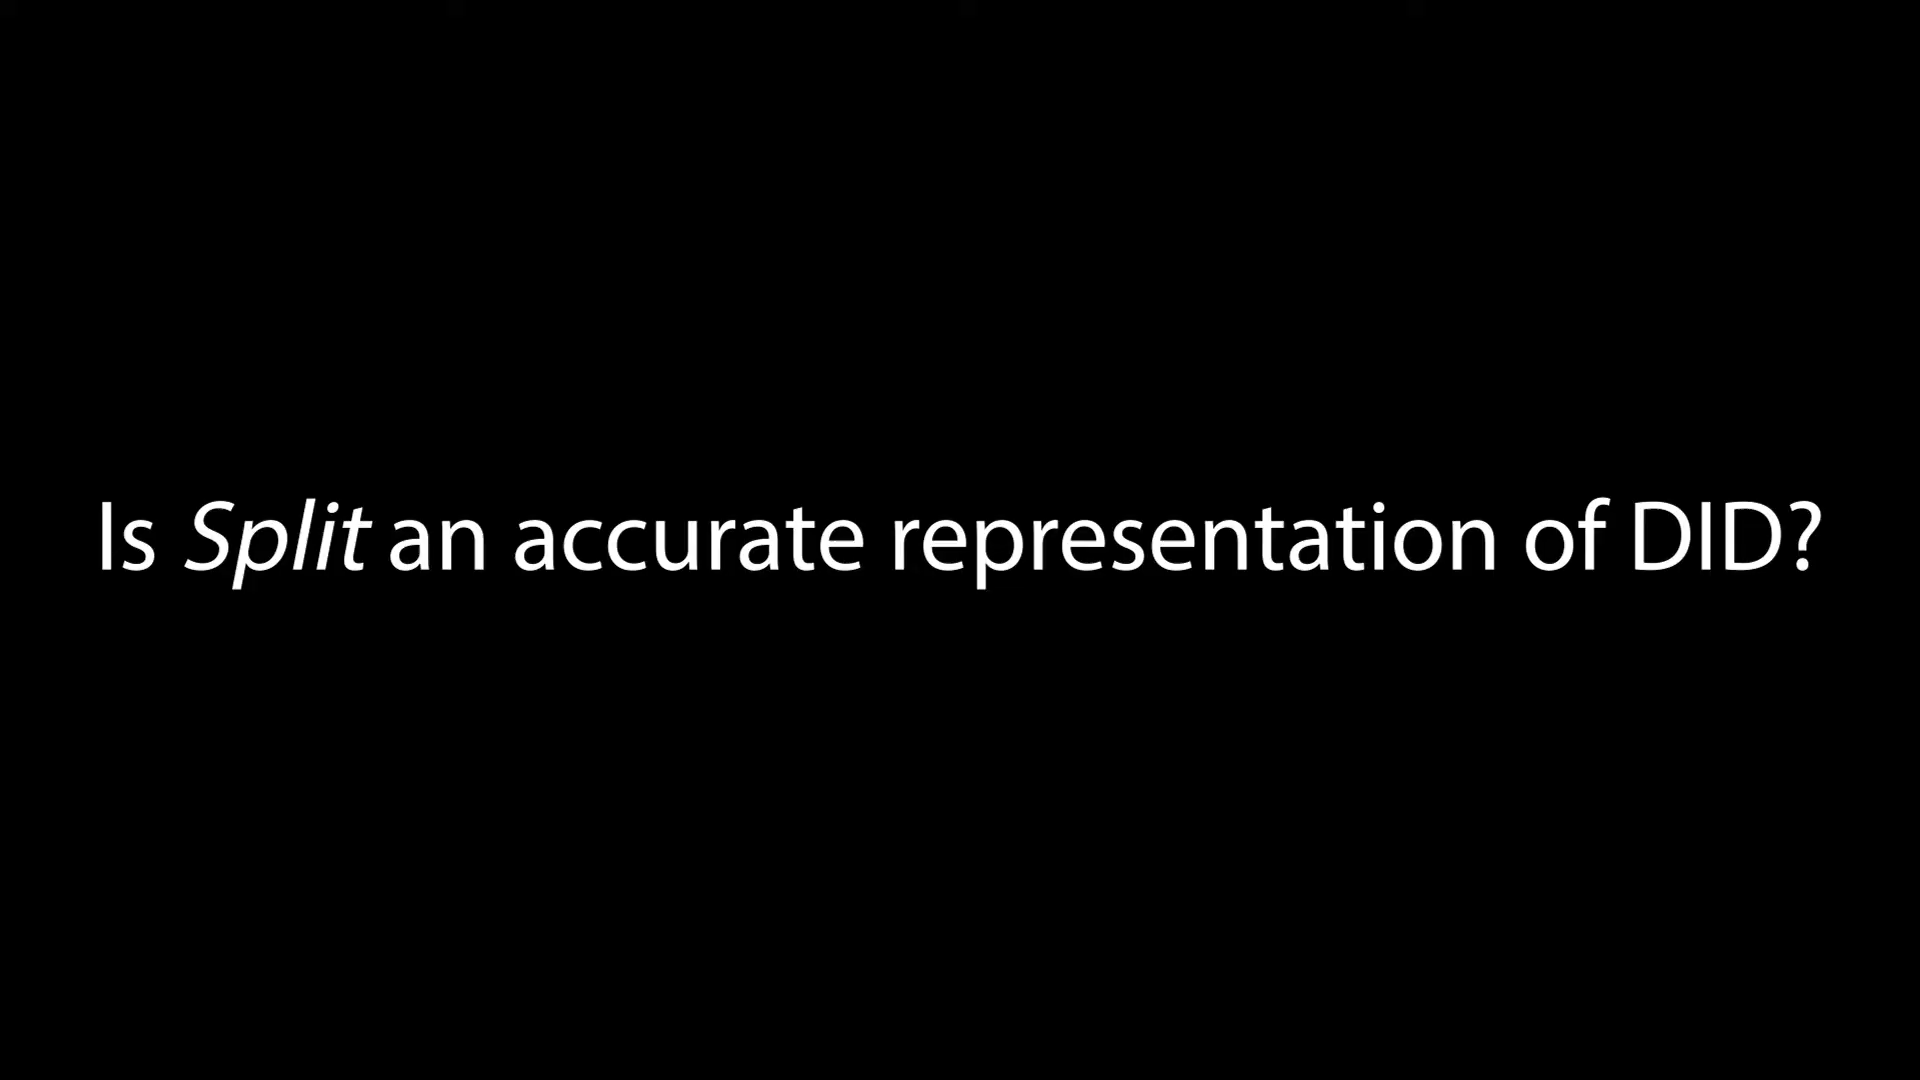 Is Split an accurate representation of DID?